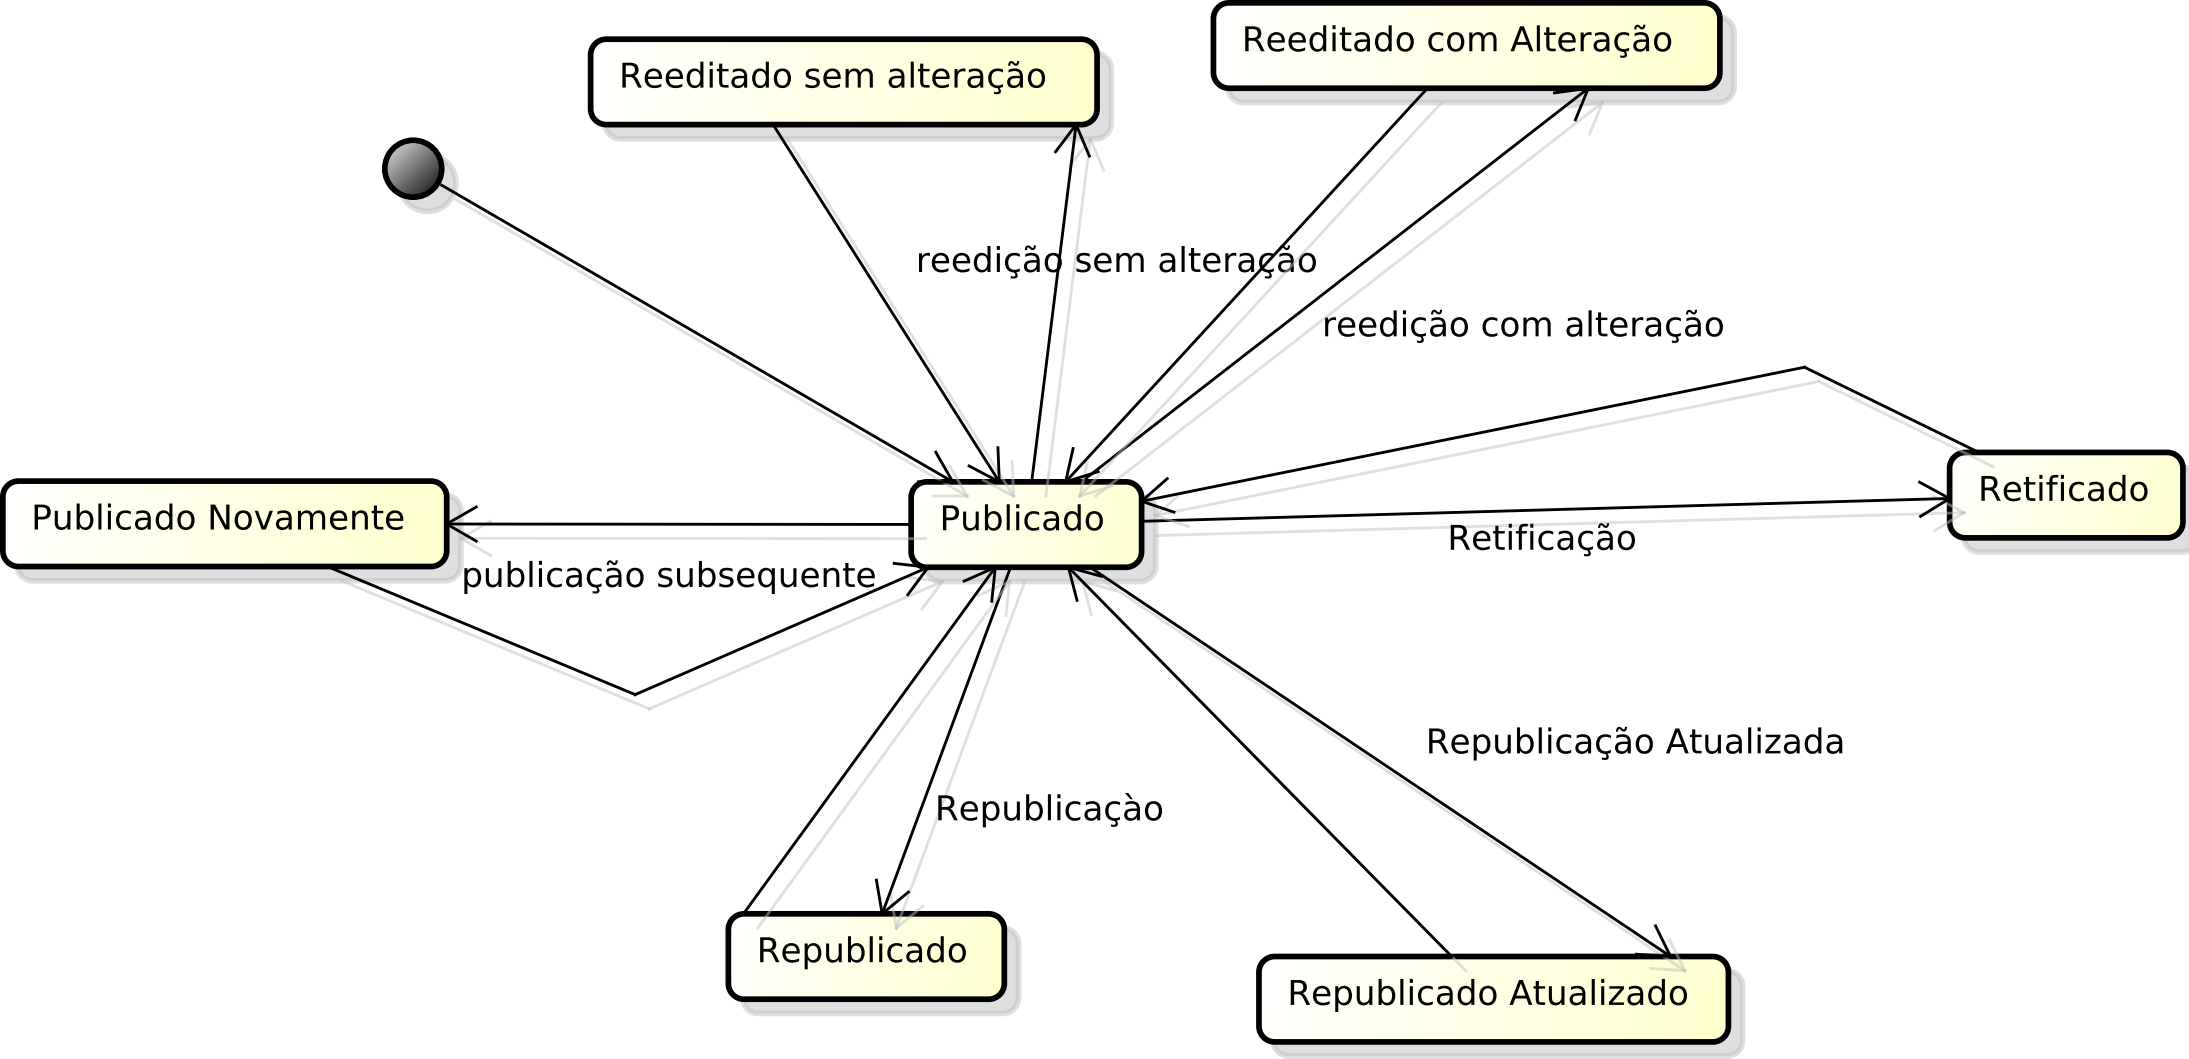 Reeditado com Alteração
Reeditado sem alteração
reedição sem alteração
reedição com alteração
Retificado
Publicado Novamente
Publicado
Retificação
publicação subsequente
Republicação Atualizada
Republicaçào
Republicado
Republicado Atualizado